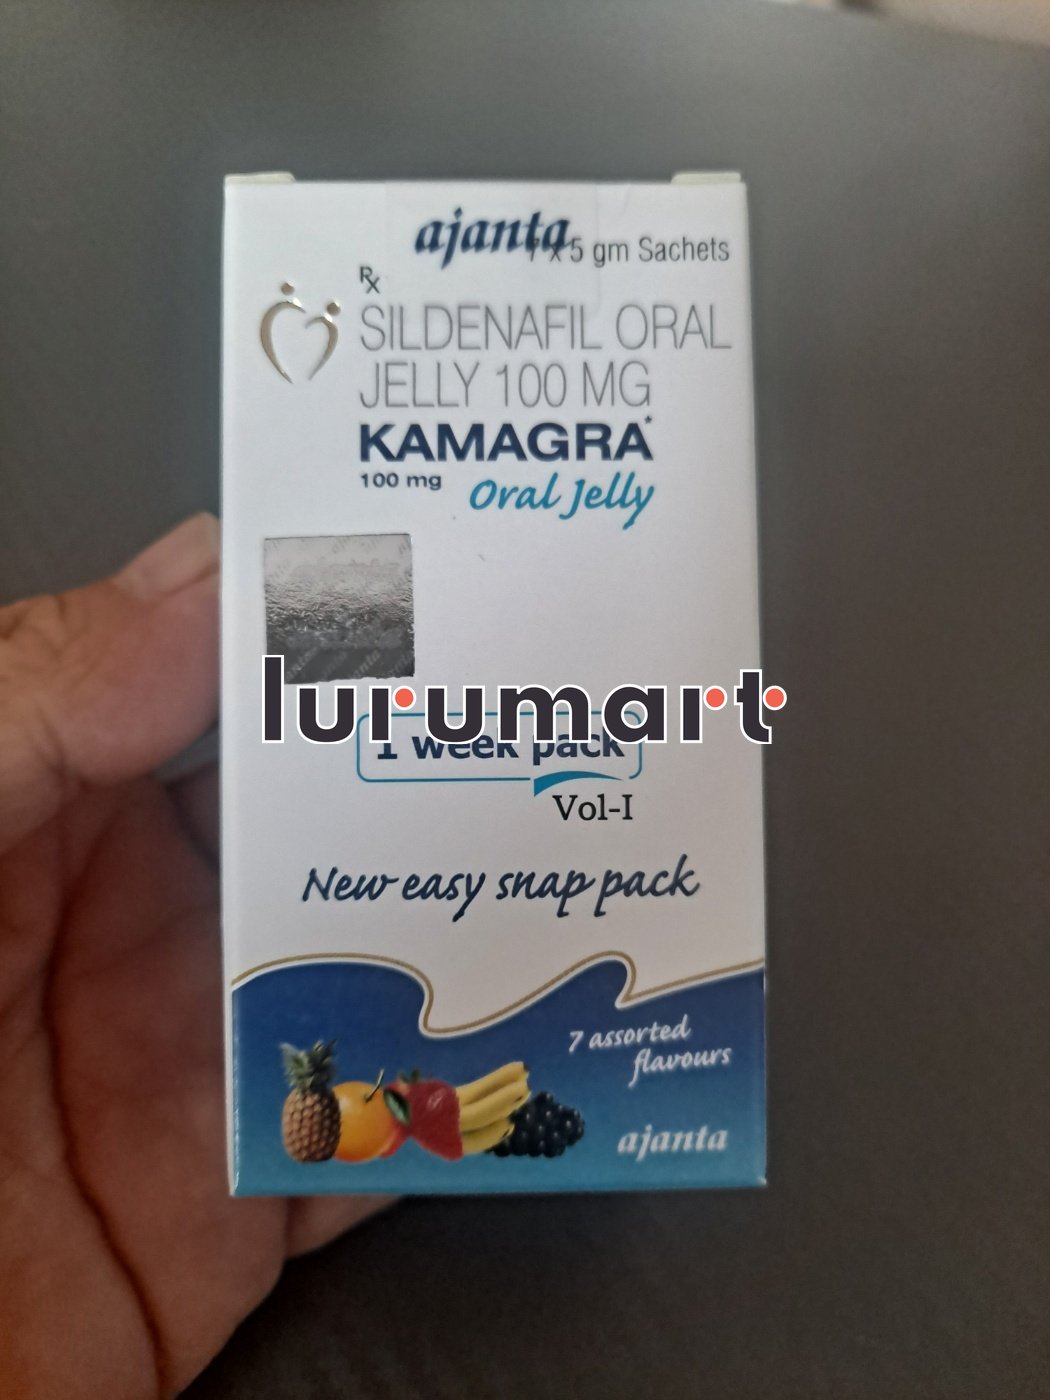 ajanta
7 x 5 gm Sachets
Rx
SILDENAFIL ORAL
JELLY 100 MG
KAMAGRA*
100 mg Oral Jelly
lurumart
1 week pack
Vol-I
New easy snap pack
7 assorted
flavours
ajanta